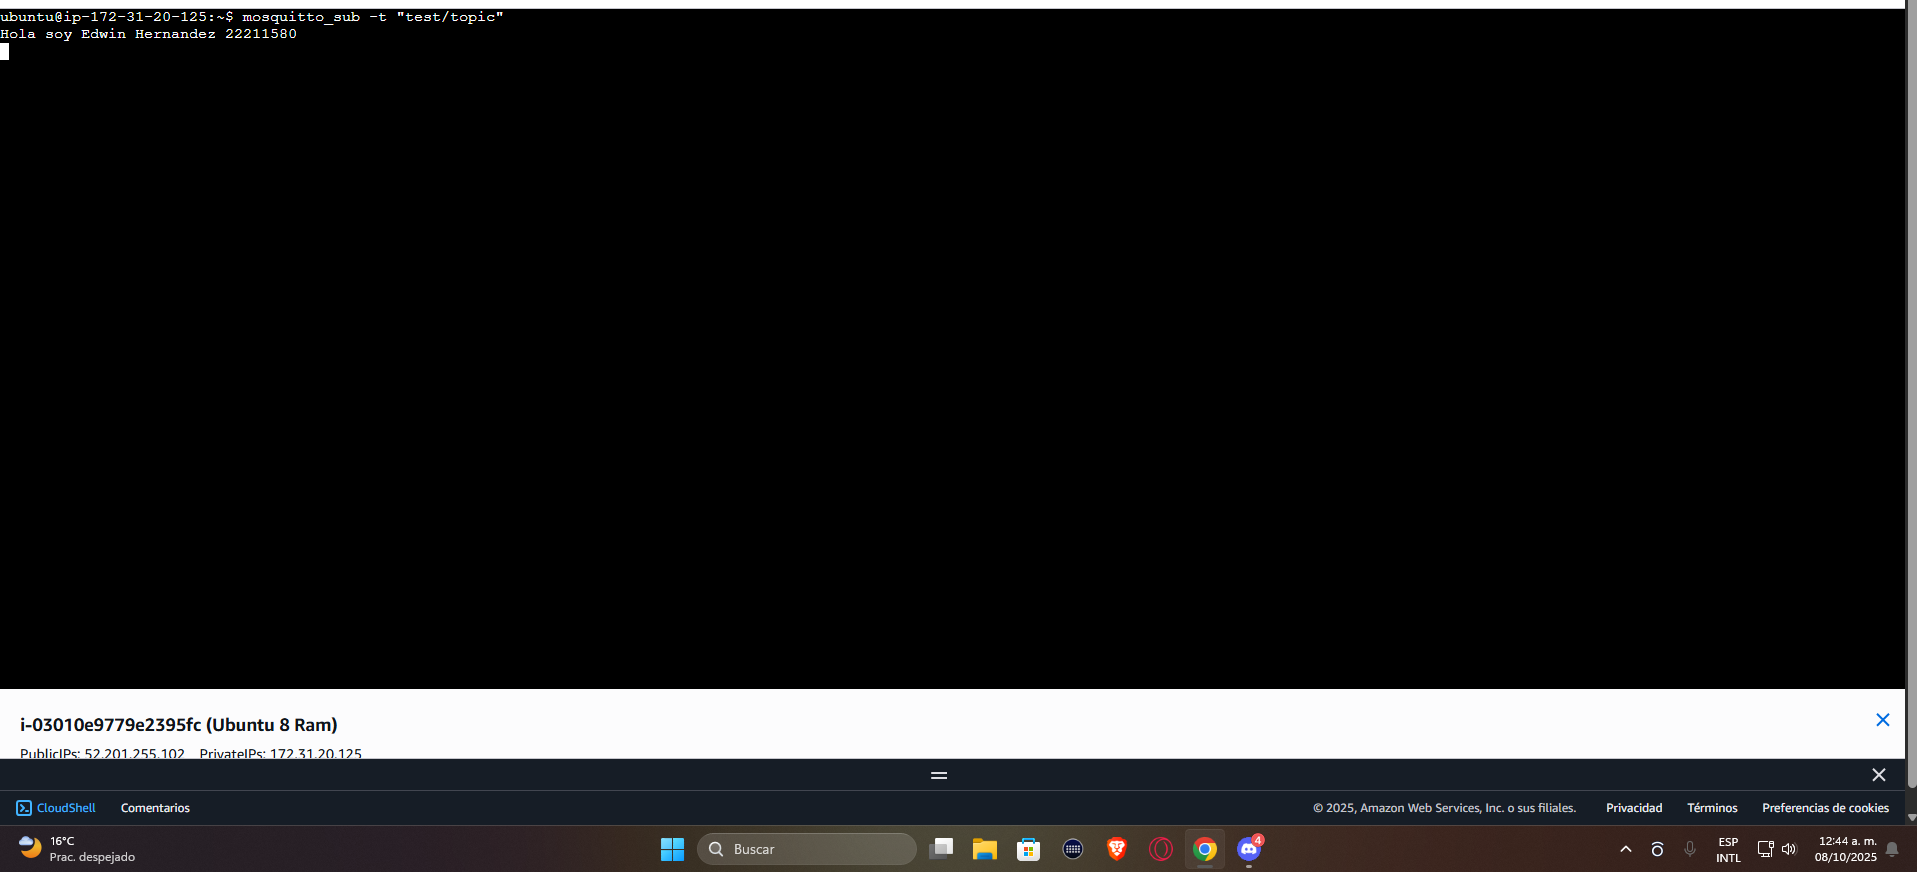 ubuntu@ip-172-31-20-125:~$ mosquitto_sub -t "test/topic"
Hola soy Edwin Hernandez 22211580
i-03010e9779e2395fc (Ubuntu 8 Ram)
PublicIPs: 52.201.255.102 PrivateIPs: 172.31.20.125
CloudShell Comentarios © 2025, Amazon Web Services, Inc. o sus filiales. Privacidad Términos Preferencias de cookies
16°C
Prac. despejado
Buscar
4
ESP
INTL
12:44 a. m.
08/10/2025